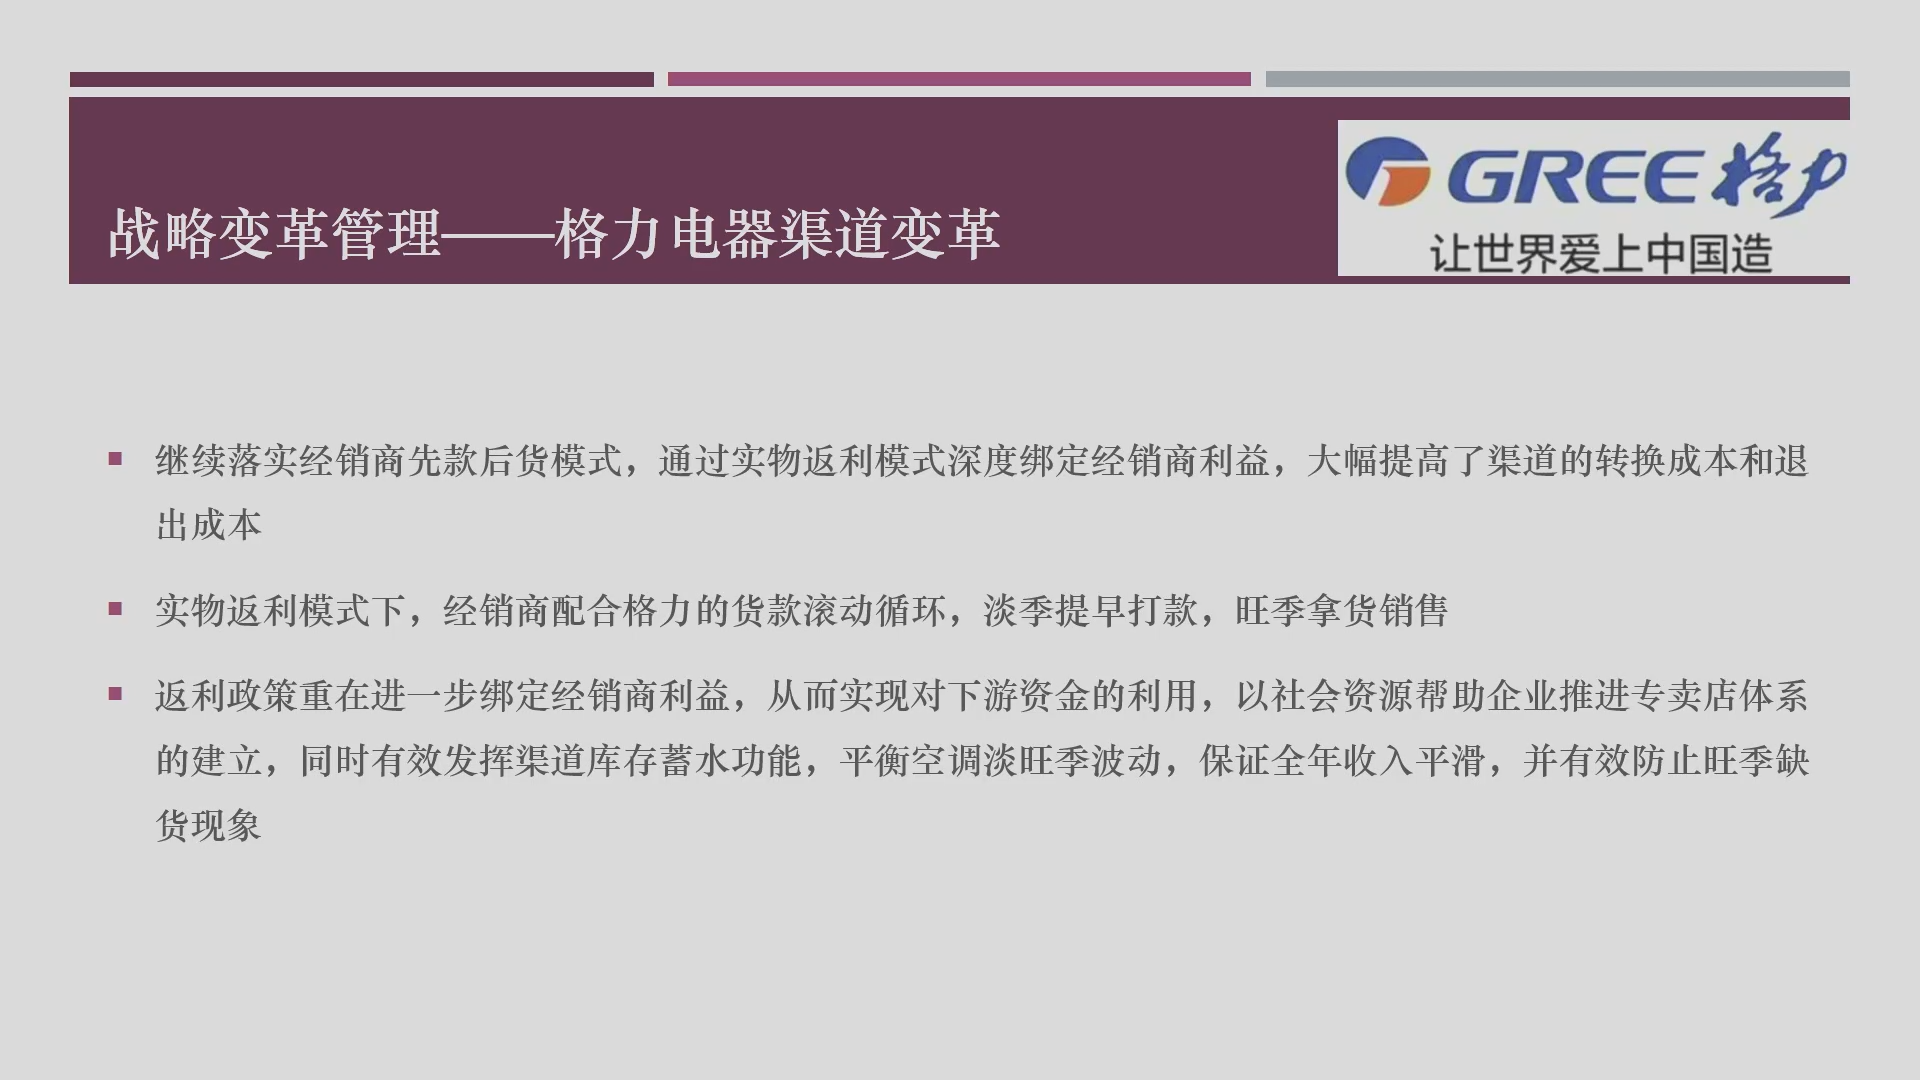 GREE格力
让世界爱上中国造
战略变革管理——格力电器渠道变革
继续落实经销商先款后货模式，通过实物返利模式深度绑定经销商利益，大幅提高了渠道的转换成本和退
出成本
实物返利模式下，经销商配合格力的货款滚动循环，淡季提早打款，旺季拿货销售
返利政策重在进一步绑定经销商利益，从而实现对下游资金的利用，以社会资源帮助企业推进专卖店体系
的建立，同时有效发挥渠道库存蓄水功能，平衡空调淡旺季波动，保证全年收入平滑，并有效防止旺季缺
货现象